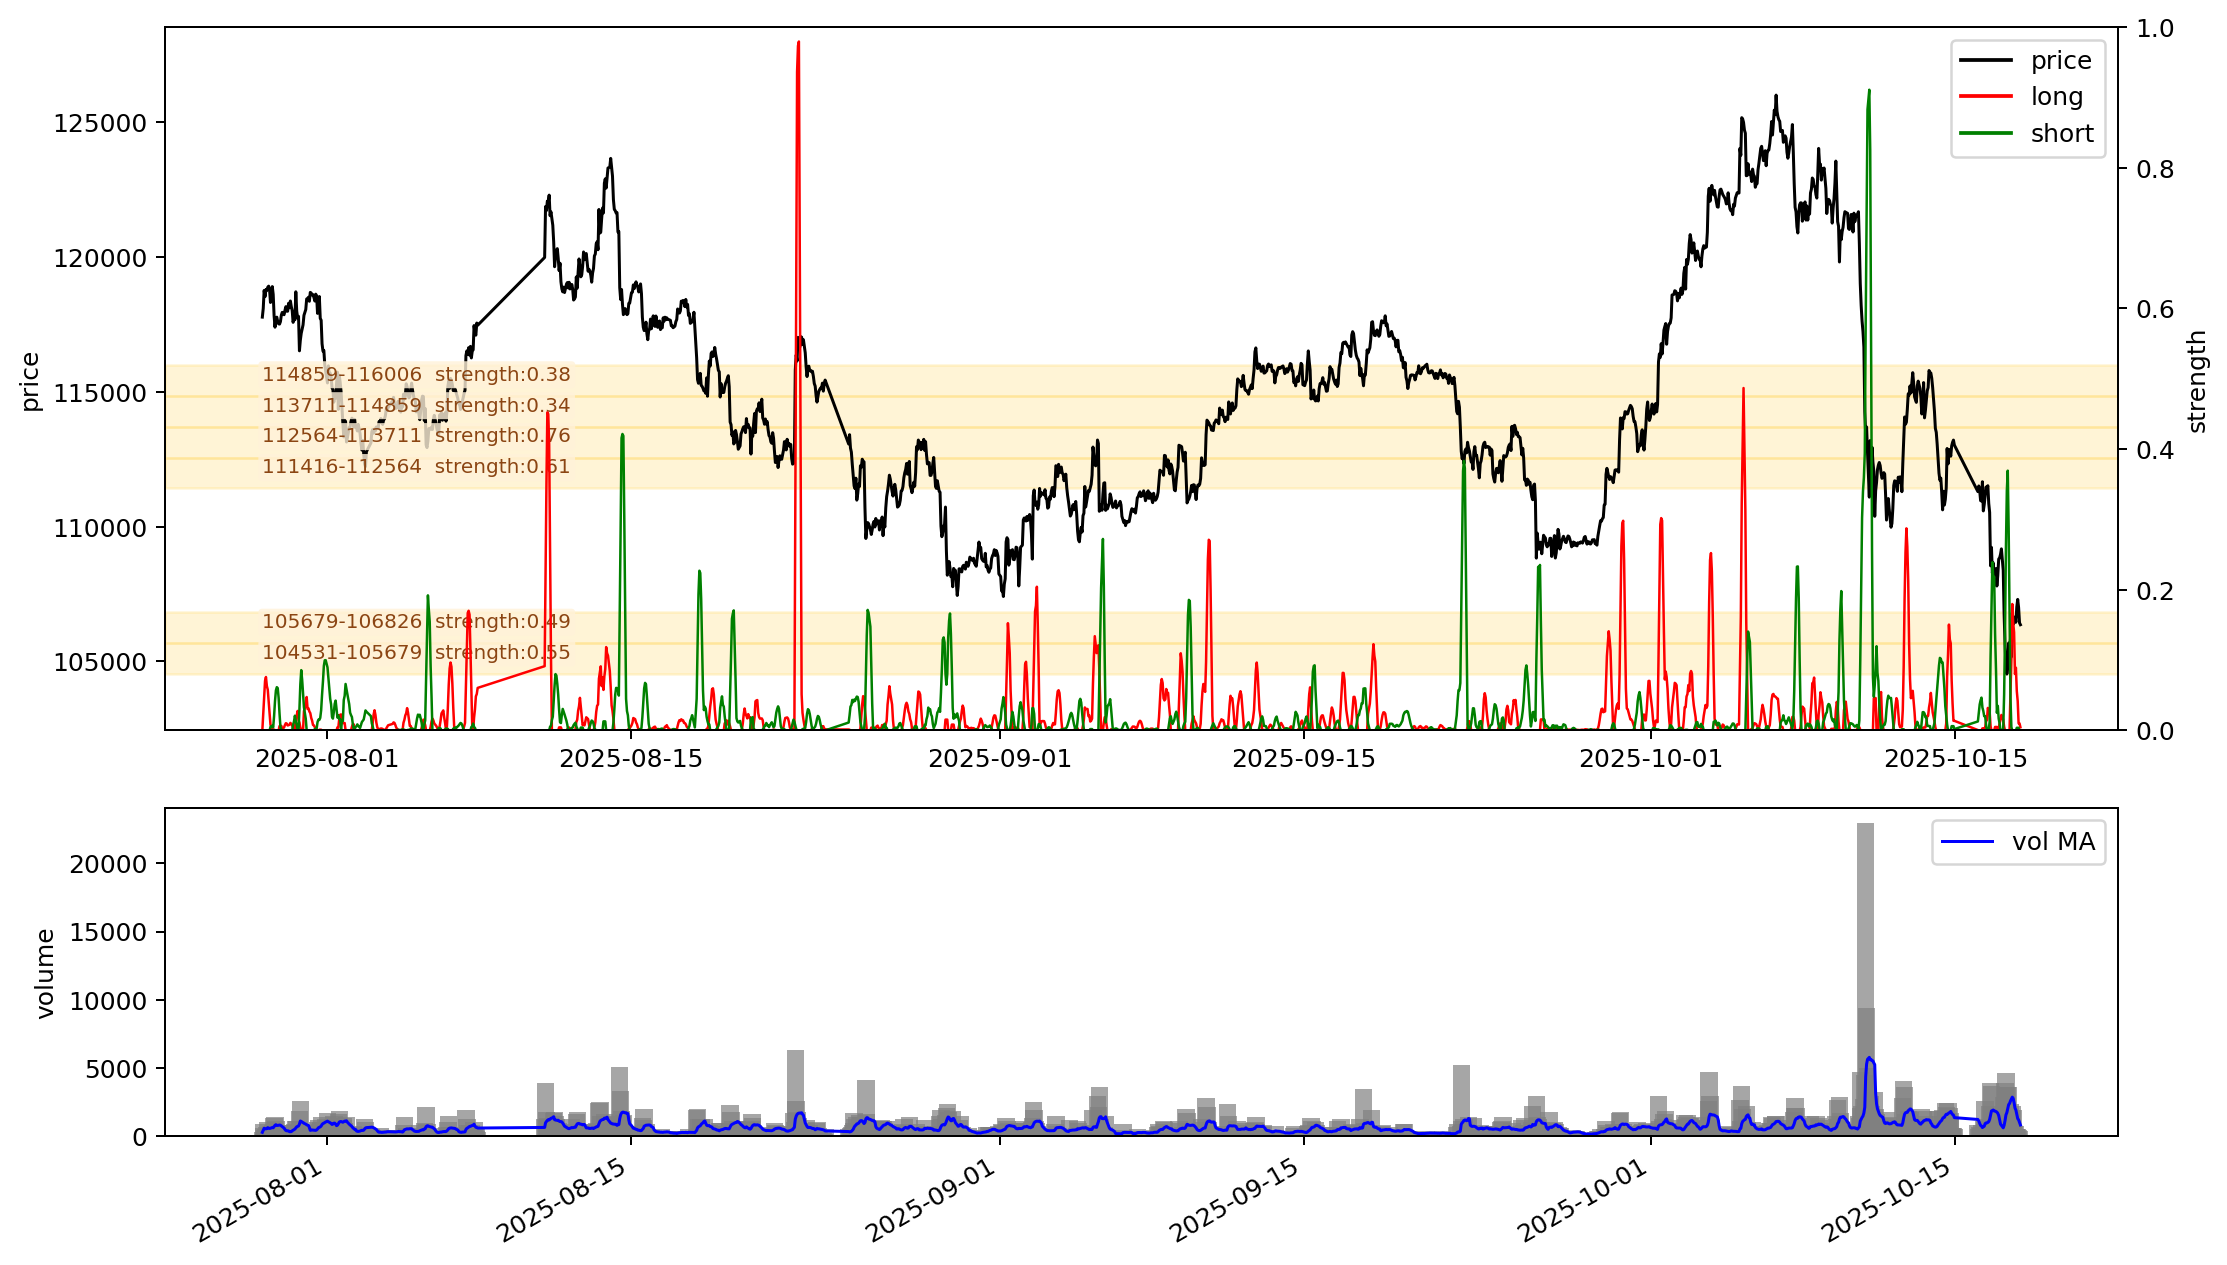 1.0
price
long
short
125000
0.8
120000
0.6
price
115000
114859-116006 strength:0.38
113711-114859 strength:0.34
112564-113711 strength:0.76
111416-112564 strength:0.61
strength
0.4
110000
0.2
105679-106826 strength:0.49
104531-105679 strength:0.55
105000
0.0
2025-08-01 2025-08-15 2025-09-01 2025-09-15 2025-10-01 2025-10-15
vol MA
20000
15000
volume
10000
5000
0
2025-08-01 2025-08-15 2025-09-01 2025-09-15 2025-10-01 2025-10-15